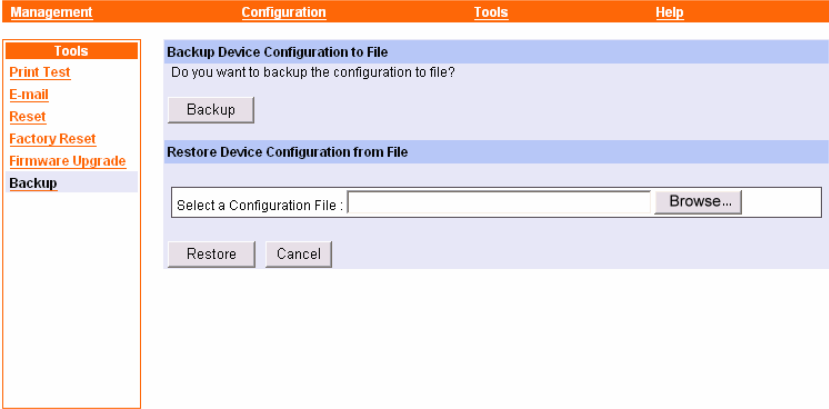 Management Configuration Tools Help
Tools
Print Test
E-mail
Reset
Factory Reset
Firmware Upgrade
Backup
Backup Device Configuration to File
Do you want to backup the configuration to file?
Backup
Restore Device Configuration from File
Select a Configuration File : Browse...
Restore Cancel